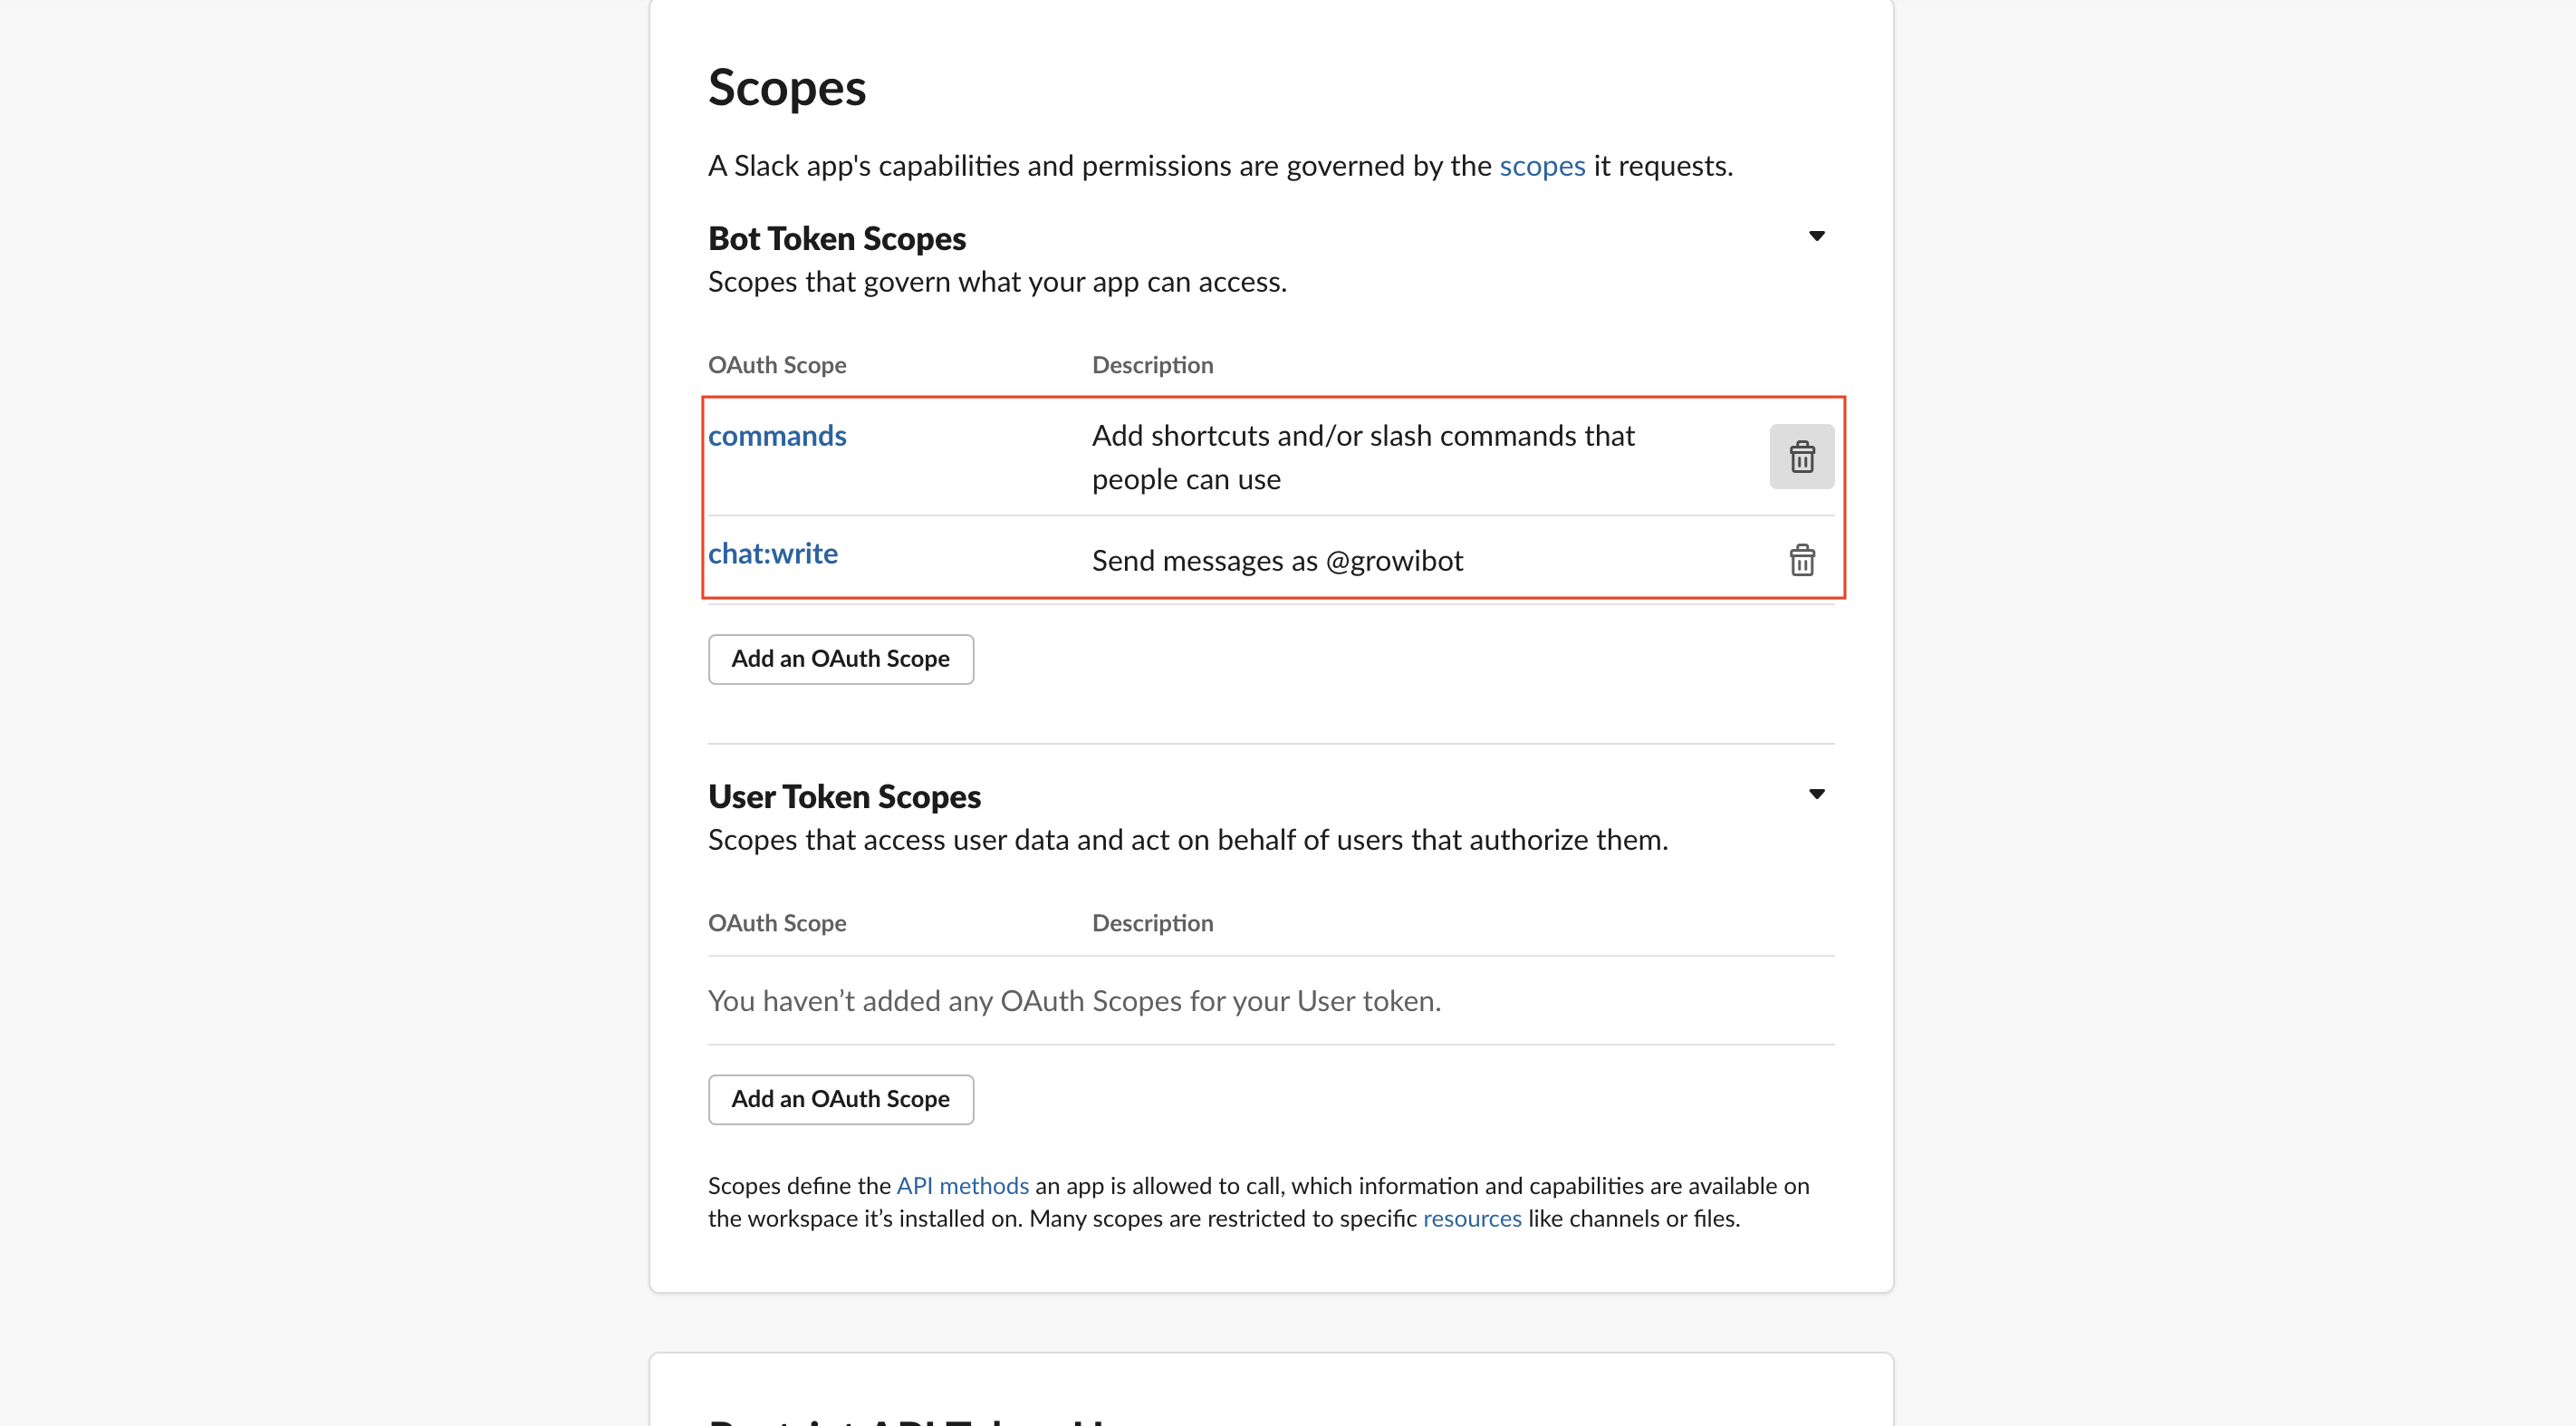 Scopes
A Slack app's capabilities and permissions are governed by the scopes it requests.
Bot Token Scopes
Scopes that govern what your app can access.
OAuth Scope Description
commands Add shortcuts and/or slash commands that
people can use
chat:write Send messages as @growibot
Add an OAuth Scope
User Token Scopes
Scopes that access user data and act on behalf of users that authorize them.
OAuth Scope Description
You haven’t added any OAuth Scopes for your User token.
Add an OAuth Scope
Scopes define the API methods an app is allowed to call, which information and capabilities are available on
the workspace it’s installed on. Many scopes are restricted to specific resources like channels or files.